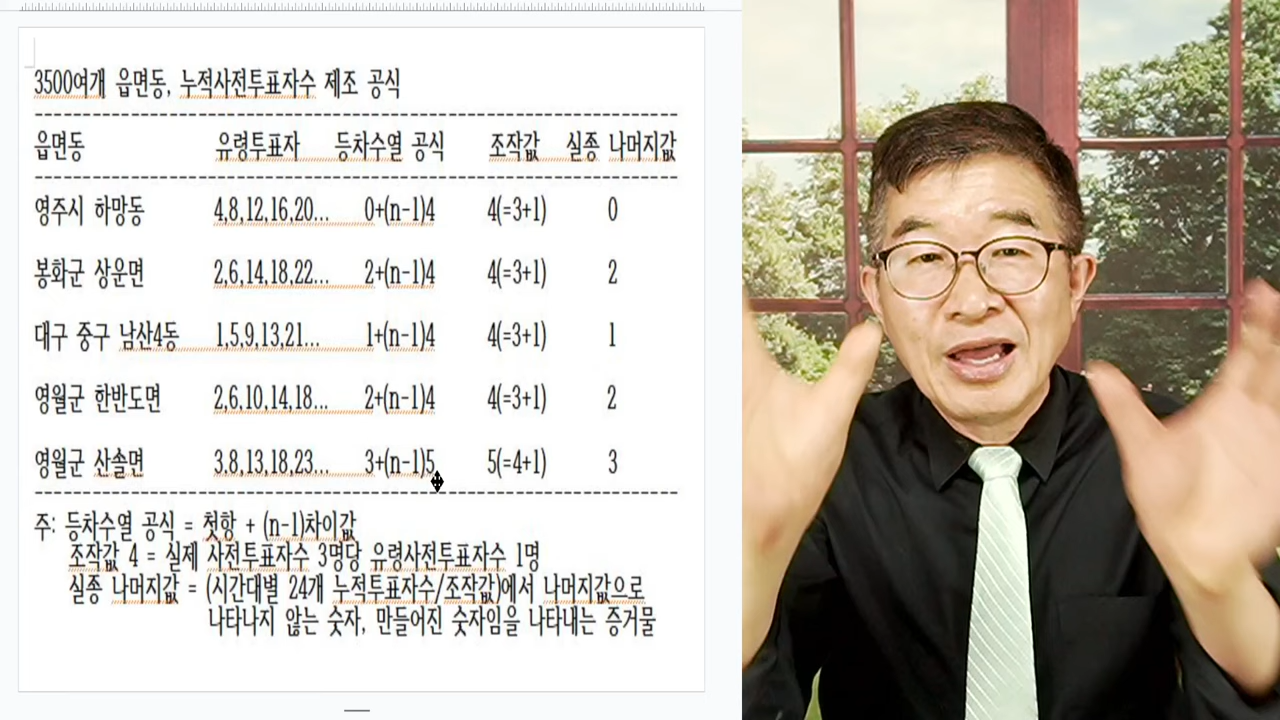 3500여개 읍면동, 누적사전투표자수 제조 공식
읍면동 유령투표자 등차수열 공식 조작값 실종 나머지값
영주시 하망동 4,8,12,16,20... 0+(n-1)4 4(=3+1) 0
봉화군 상운면 2,6,14,18,22... 2+(n-1)4 4(=3+1) 2
대구 중구 남산4동 1,5,9,13,21... 1+(n-1)4 4(=3+1) 1
영월군 한반도면 2,6,10,14,18... 2+(n-1)4 4(=3+1) 2
영월군 산솔면 3.8,13,18,23... 3+(n-1)5 5(=4+1) 3
주: 등차수열 공식 = 첫항 + (n-1)차이값
조작값 4 = 실제 사전투표자수 3명당 유령사전투표자수 1명
실종 나머지값 = (시간대별 24개 누적투표자수/조작값)에서 나머지값으로
나타나지 않는 숫자, 만들어진 숫자임을 나타내는 증거물